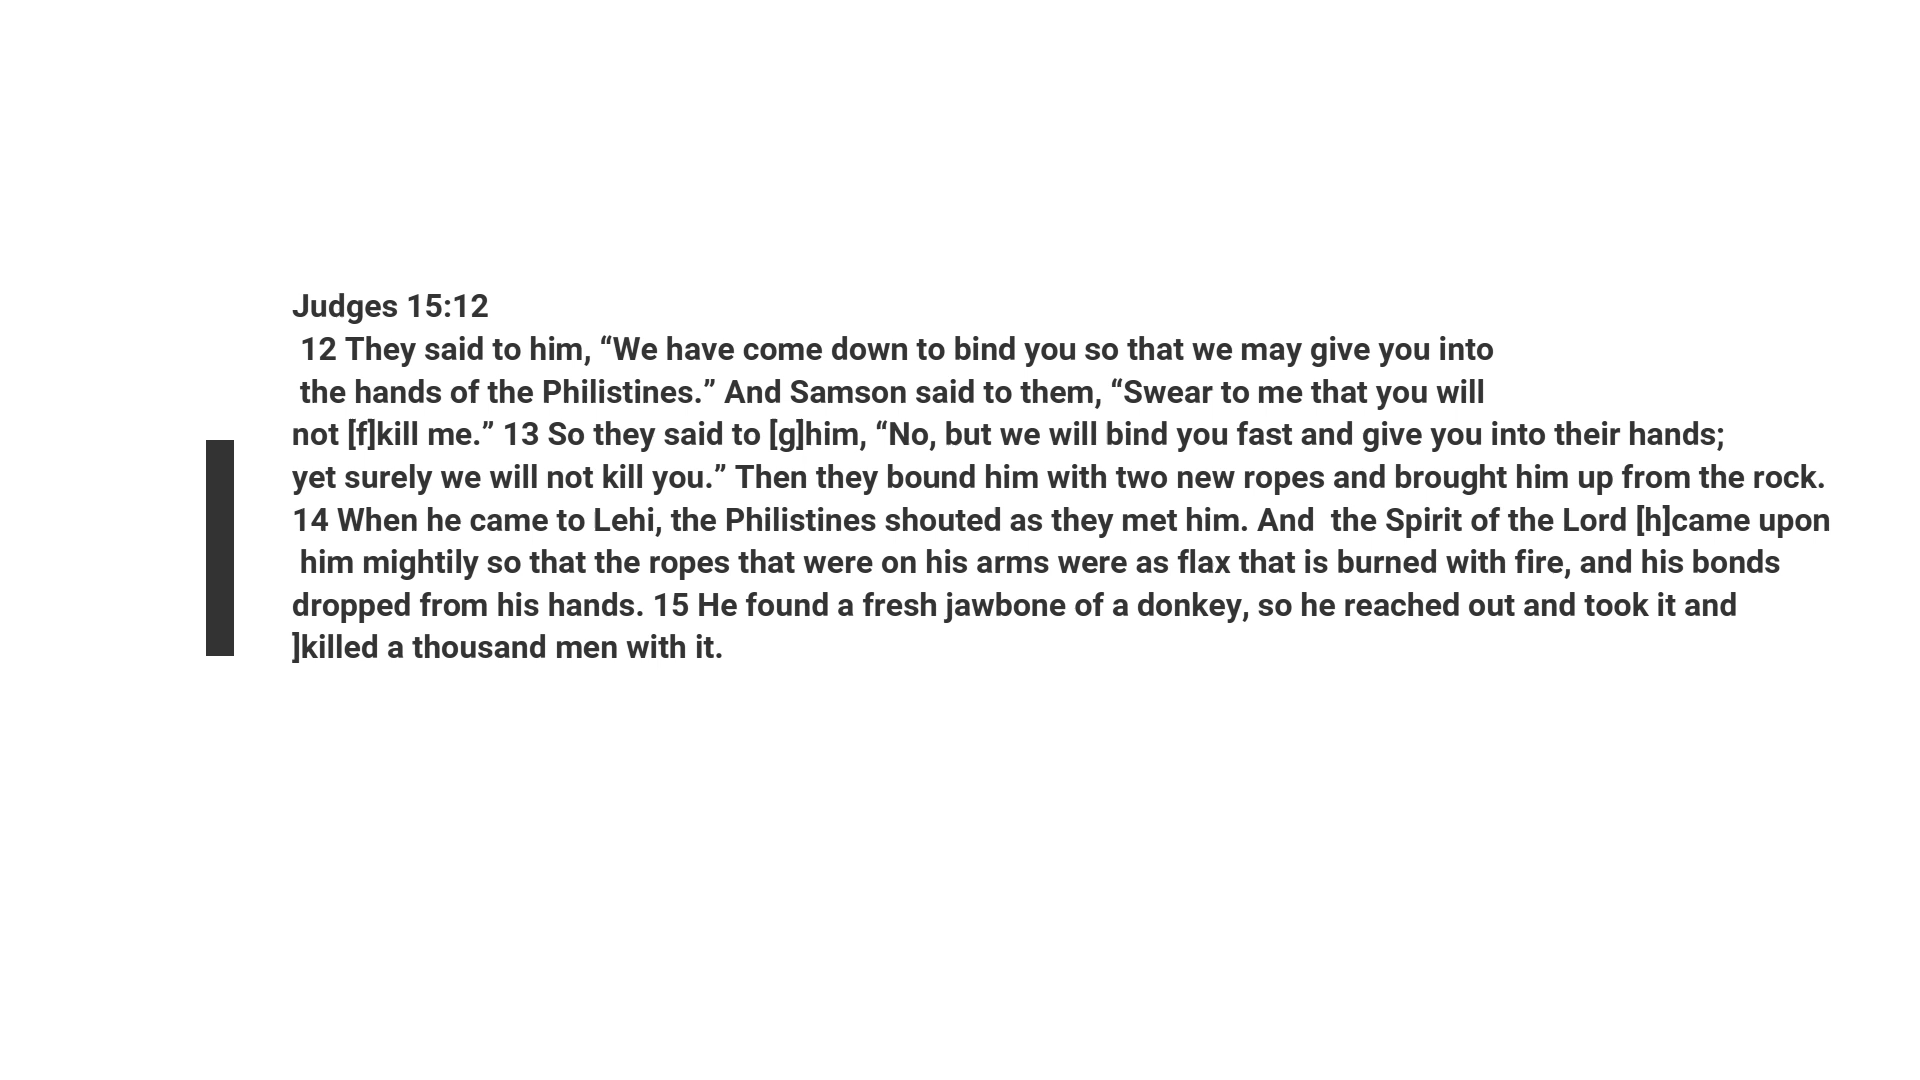 Judges 15:12
12 They said to him, “We have come down to bind you so that we may give you into
the hands of the Philistines.” And Samson said to them, “Swear to me that you will
not [f]kill me.” 13 So they said to [g]him, “No, but we will bind you fast and give you into their hands;
yet surely we will not kill you.” Then they bound him with two new ropes and brought him up from the rock.
14 When he came to Lehi, the Philistines shouted as they met him. And  the Spirit of the Lord [h]came upon
him mightily so that the ropes that were on his arms were as flax that is burned with fire, and his bonds
dropped from his hands. 15 He found a fresh jawbone of a donkey, so he reached out and took it and
]killed a thousand men with it.